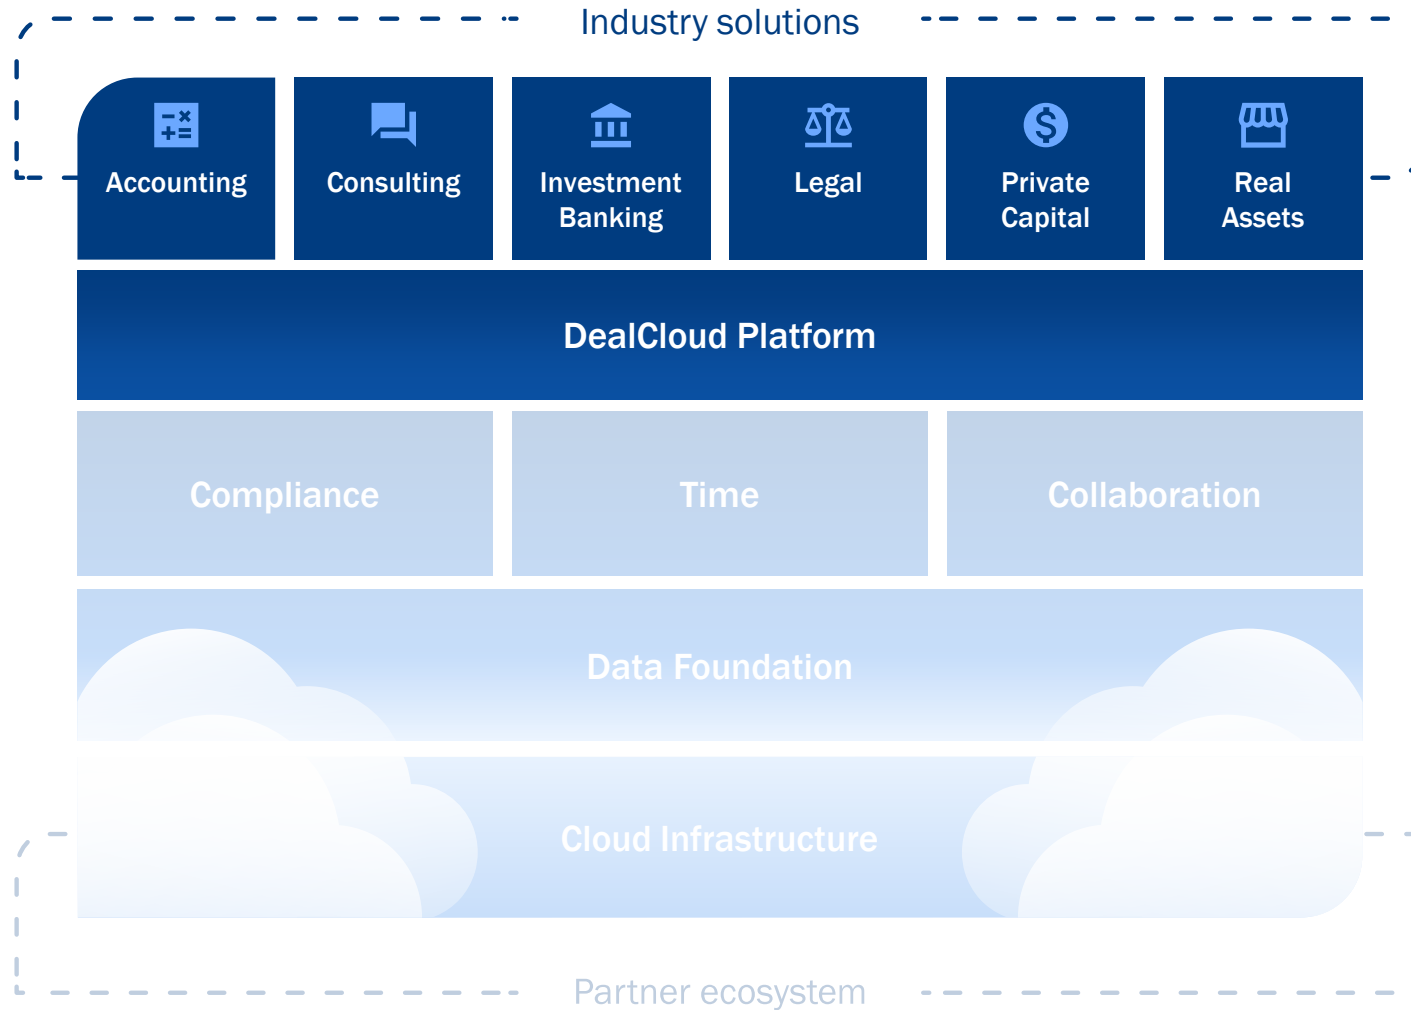 Industry solutions
Accounting
Consulting
Investment
Banking
Legal
Private
Capital
Real
Assets
DealCloud Platform
Compliance
Time
Collaboration
Data Foundation
Cloud Infrastructure
Partner ecosystem